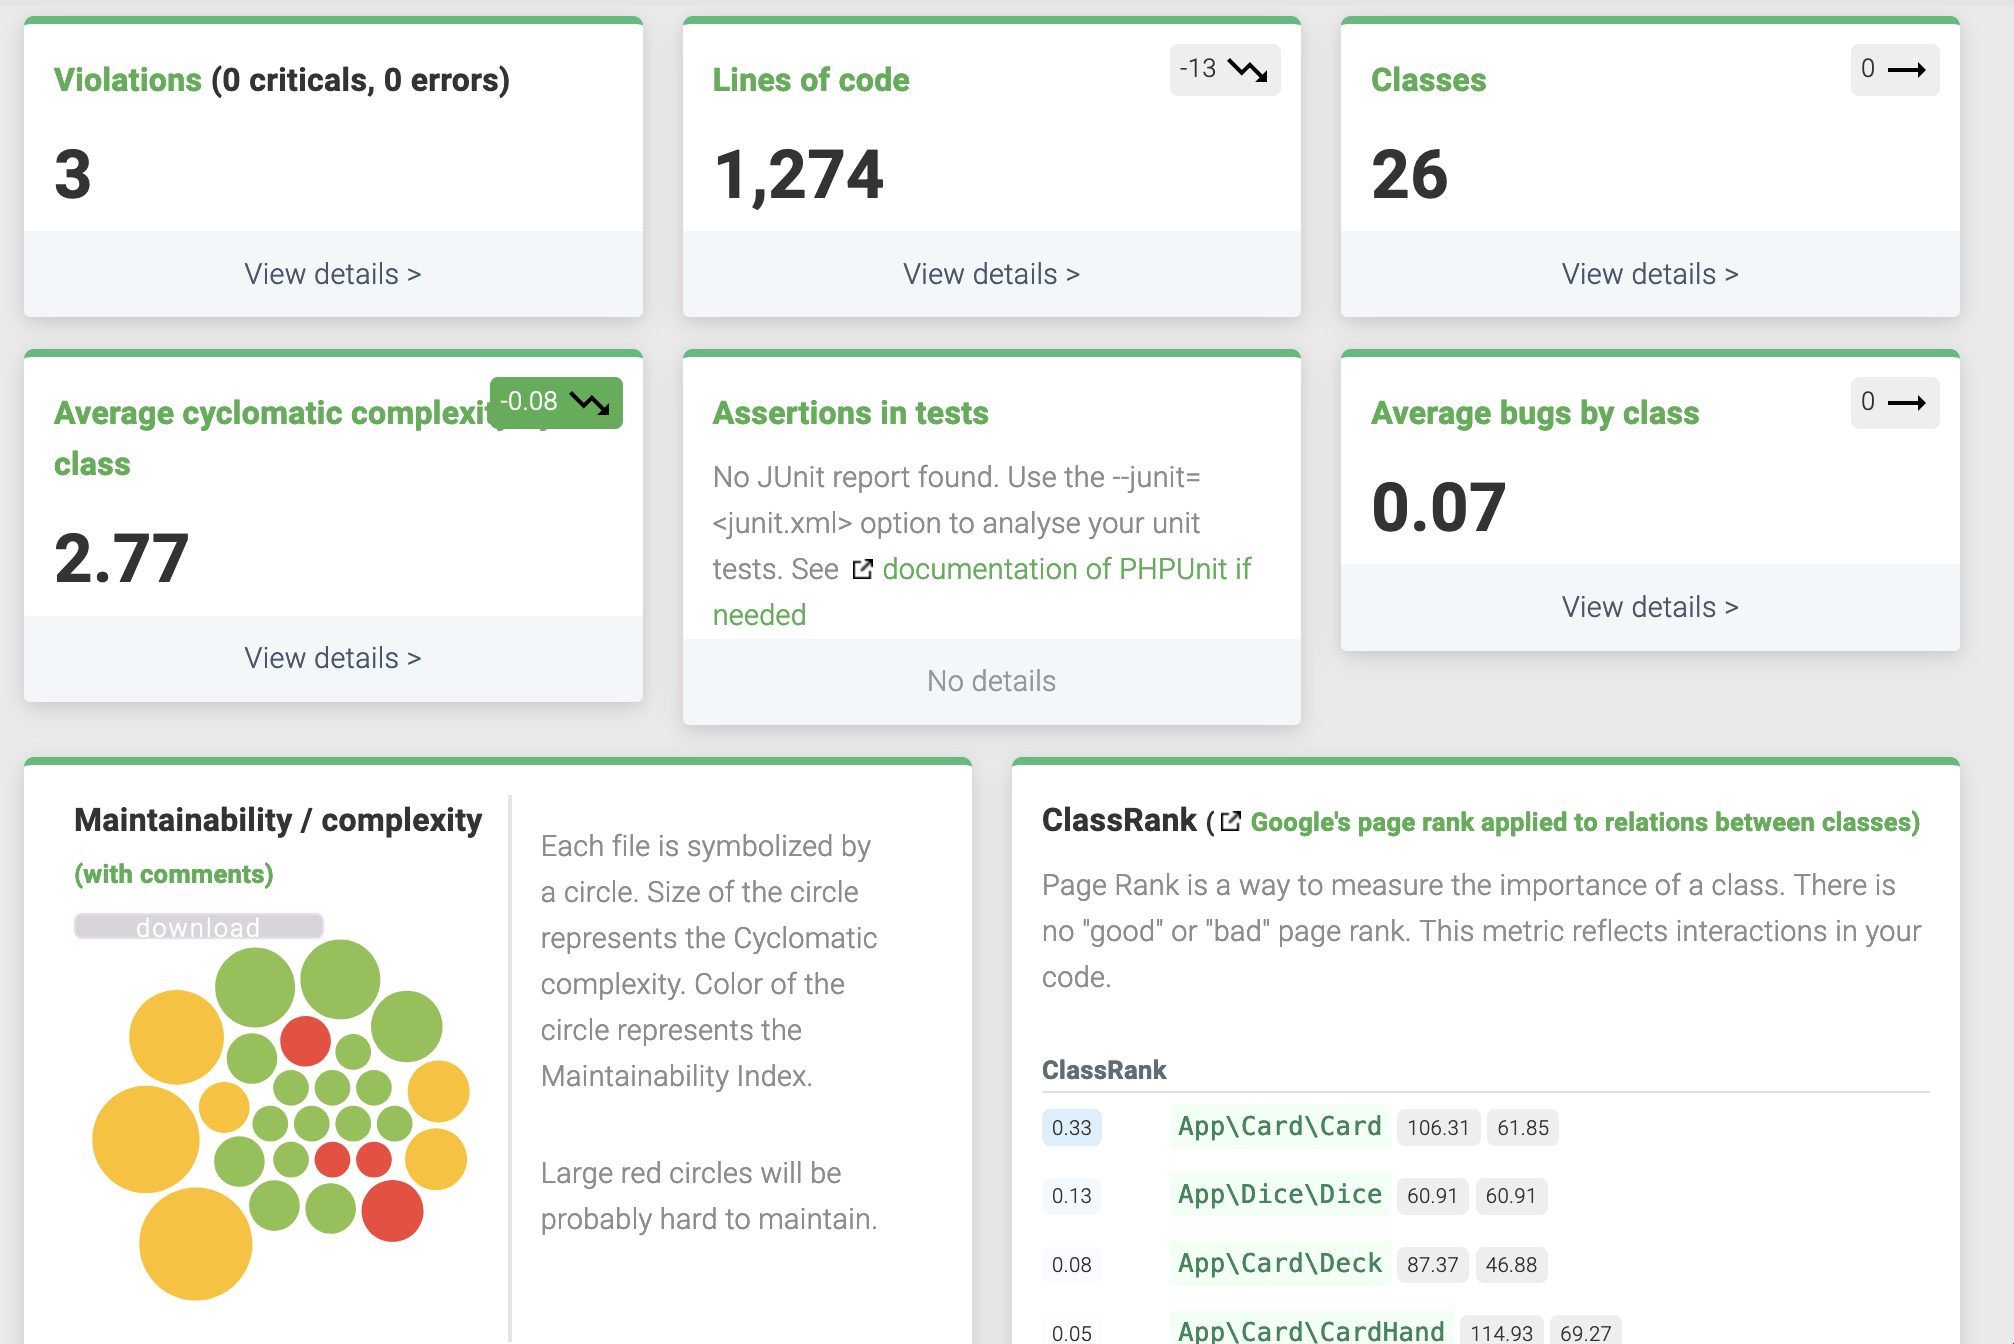 Violations (0 criticals, 0 errors)
3
View details >
Lines of code
-13
1,274
View details >
Classes
0
26
View details >
Average cyclomatic
class
-0.08
2.77
View details >
Assertions in tests
No JUnit report found. Use the --junit=
<junit.xml> option to analyse your unit
tests. See documentation of PHPUnit if
needed
No details
Average bugs by class
0
0.07
View details >
Maintainability / complexity
(with comments)
download
Each file is symbolized by
a circle. Size of the circle
represents the Cyclomatic
complexity. Color of the
circle represents the
Maintainability Index.
Large red circles will be
probably hard to maintain.
ClassRank (Google's page rank applied to relations between classes)
Page Rank is a way to measure the importance of a class. There is
no "good" or "bad" page rank. This metric reflects interactions in your
code.
ClassRank
0.33 App\Card\Card 106.31 61.85
0.13 App\Dice\Dice 60.91 60.91
0.08 App\Card\Deck 87.37 46.88
0.05 App\Card\CardHand 114.93 69.27